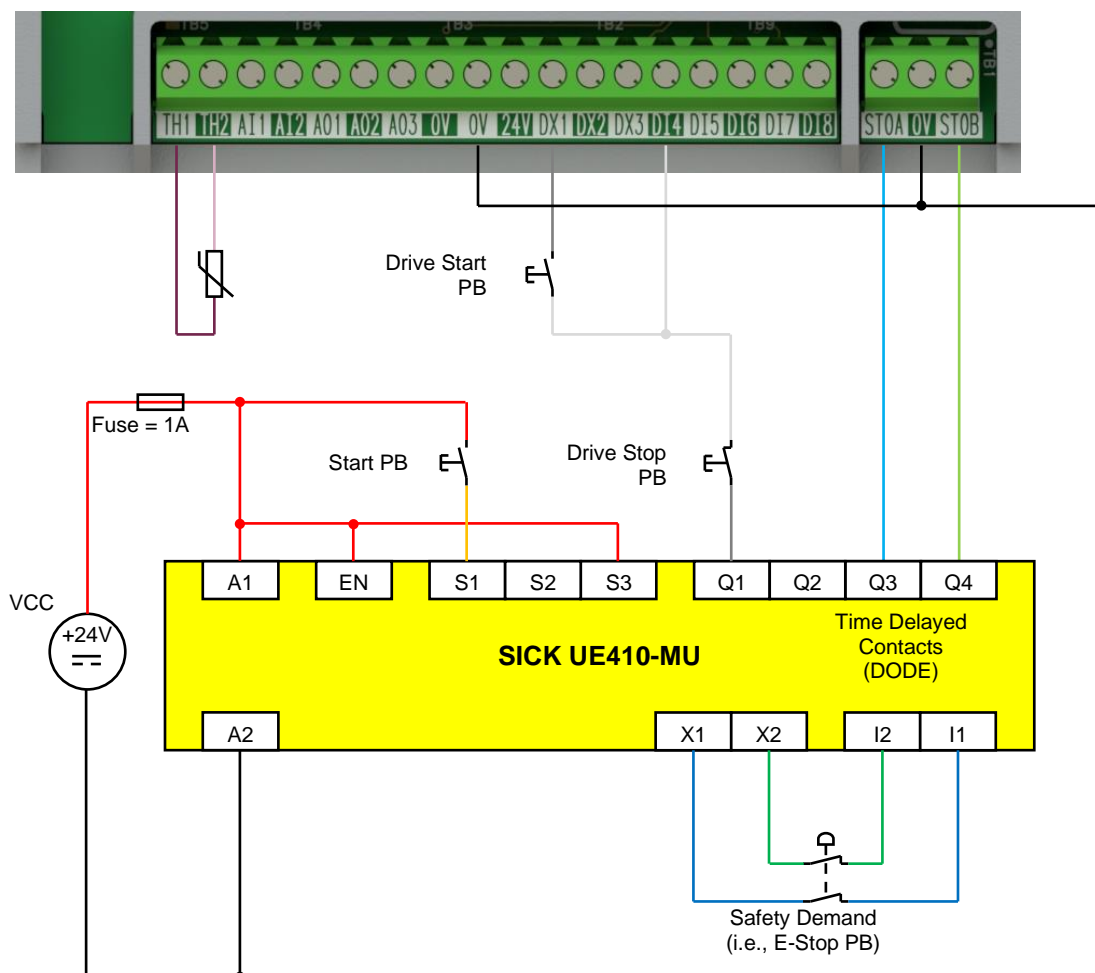 TB5 TB4 TB3 TB2 TB9
TB1
TH1 TH2 AI1 AI2 AO1 AO2 AO3 0V 0V 24V DX1 DX2 DX3 DI4 DI5 DI6 DI7 DI8
STOA 0V STOB
Drive Start
PB
Fuse = 1A
Start PB
Drive Stop
PB
A1 EN S1 S2 S3 Q1 Q2 Q3 Q4
VCC
+24V
Time Delayed
Contacts
(DODE)
SICK UE410-MU
A2 X1 X2 I2 I1
Safety Demand
(i.e., E-Stop PB)